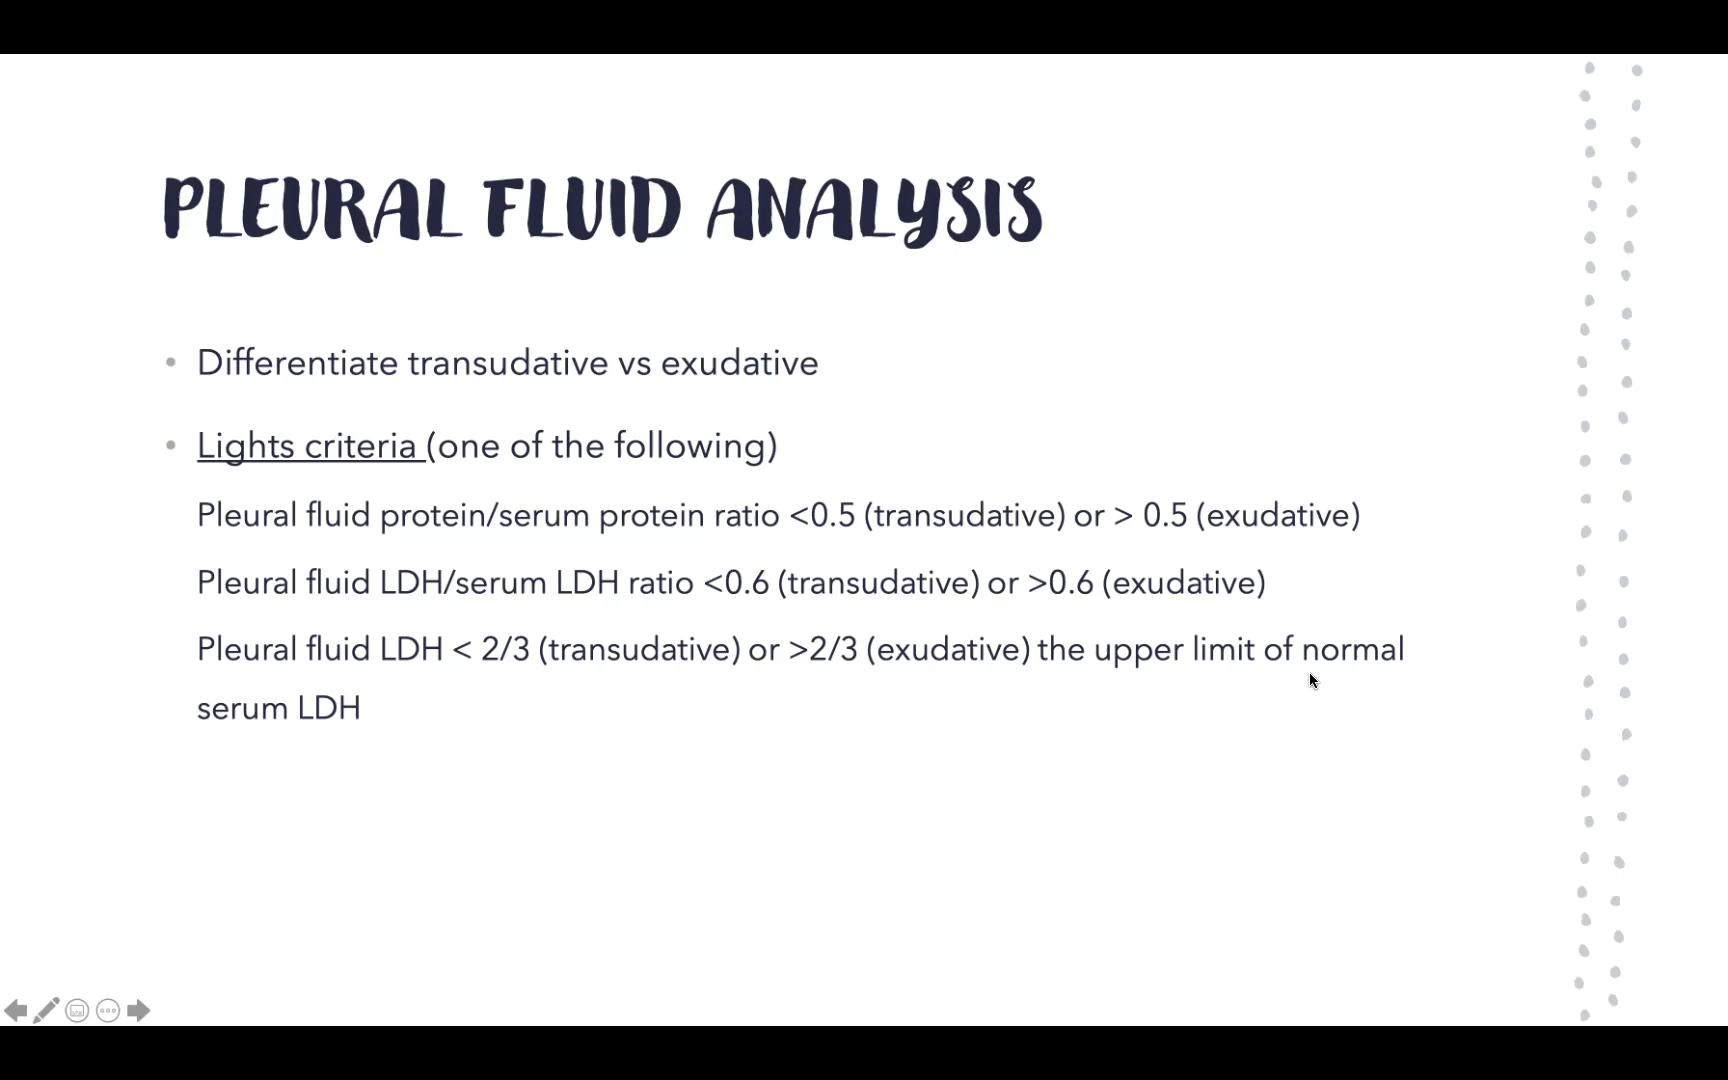 PLEURAL FLUID ANALYSIS
• Differentiate transudative vs exudative
• Lights criteria (one of the following)
Pleural fluid protein/serum protein ratio <0.5 (transudative) or > 0.5 (exudative)
Pleural fluid LDH/serum LDH ratio <0.6 (transudative) or >0.6 (exudative)
Pleural fluid LDH < 2/3 (transudative) or >2/3 (exudative) the upper limit of normal
serum LDH